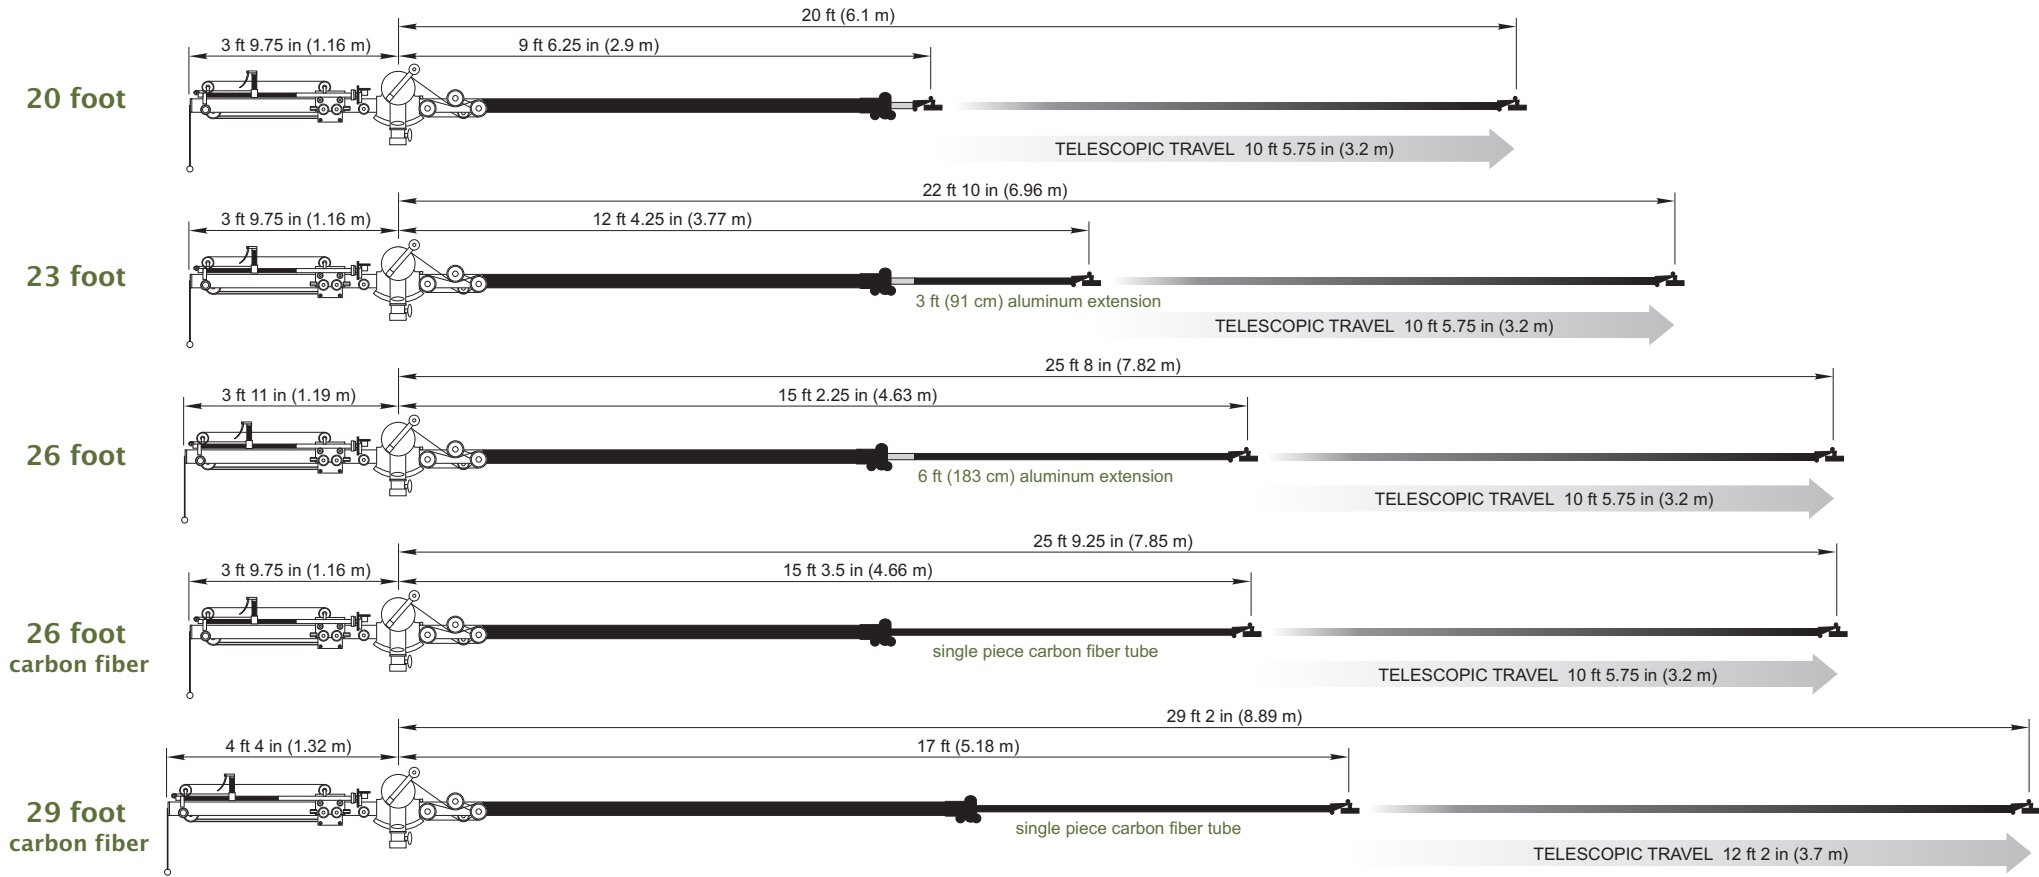 20 ft (6.1 m)
3 ft 9.75 in (1.16 m)
9 ft 6.25 in (2.9 m)
20 foot
TELESCOPIC TRAVEL 10 ft 5.75 in (3.2 m)
22 ft 10 in (6.96 m)
3 ft 9.75 in (1.16 m)
12 ft 4.25 in (3.77 m)
23 foot
3 ft (91 cm) aluminum extension
TELESCOPIC TRAVEL 10 ft 5.75 in (3.2 m)
25 ft 8 in (7.82 m)
3 ft 11 in (1.19 m)
15 ft 2.25 in (4.63 m)
26 foot
6 ft (183 cm) aluminum extension
TELESCOPIC TRAVEL 10 ft 5.75 in (3.2 m)
25 ft 9.25 in (7.85 m)
3 ft 9.75 in (1.16 m)
15 ft 3.5 in (4.66 m)
26 foot
carbon fiber
single piece carbon fiber tube
TELESCOPIC TRAVEL 10 ft 5.75 in (3.2 m)
29 ft 2 in (8.89 m)
4 ft 4 in (1.32 m)
17 ft (5.18 m)
29 foot
carbon fiber
single piece carbon fiber tube
TELESCOPIC TRAVEL 12 ft 2 in (3.7 m)